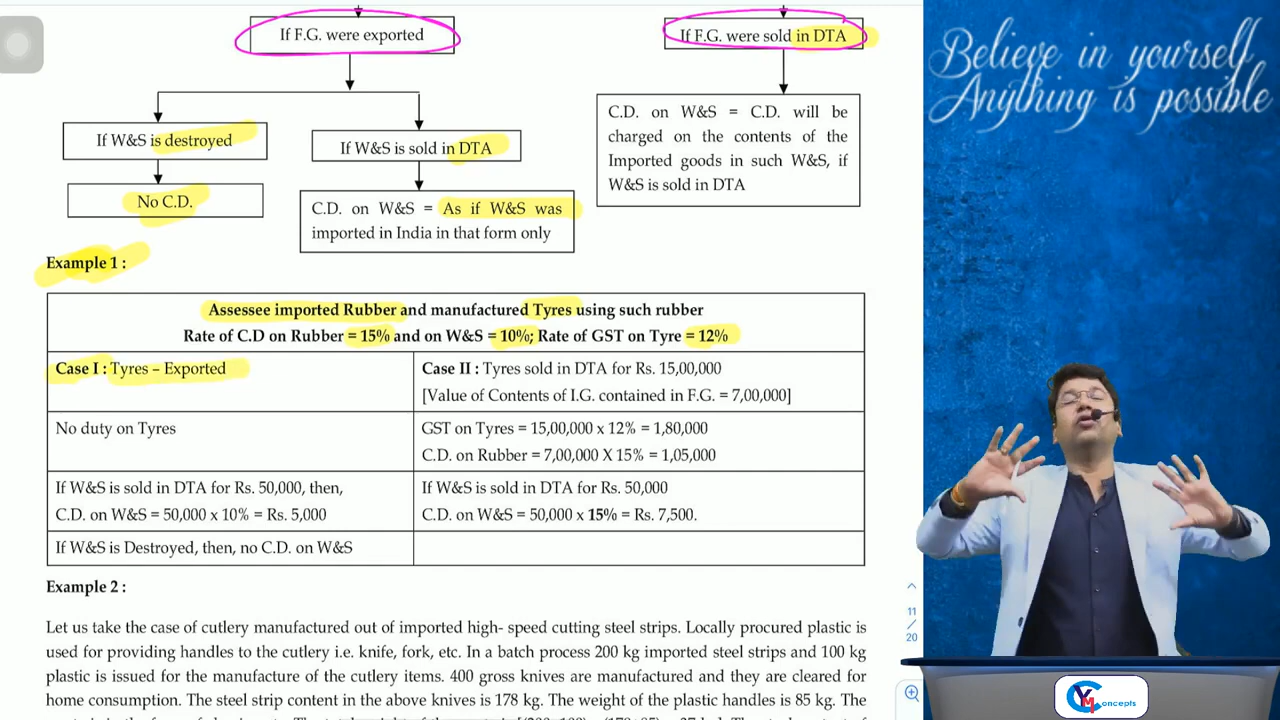 If F.G. were exported
If F.G. were sold in DTA
If W&S is destroyed
If W&S is sold in DTA
C.D. on W&S = C.D. will be
charged on the contents of the
Imported goods in such W&S, if
W&S is sold in DTA
No C.D.
C.D. on W&S = As if W&S was
imported in India in that form only
Example 1 :
Assessee imported Rubber and manufactured Tyres using such rubber
Rate of C.D on Rubber = 15% and on W&S = 10%; Rate of GST on Tyre = 12%
Case I : Tyres – Exported
Case II : Tyres sold in DTA for Rs. 15,00,000
[Value of Contents of I.G. contained in F.G. = 7,00,000]
No duty on Tyres
GST on Tyres = 15,00,000 x 12% = 1,80,000
C.D. on Rubber = 7,00,000 X 15% = 1,05,000
If W&S is sold in DTA for Rs. 50,000, then,
C.D. on W&S = 50,000 x 10% = Rs. 5,000
If W&S is sold in DTA for Rs. 50,000
C.D. on W&S = 50,000 x 15% = Rs. 7,500.
If W&S is Destroyed, then, no C.D. on W&S
Example 2 :
Let us take the case of cutlery manufactured out of imported high- speed cutting steel strips. Locally procured plastic is
used for providing handles to the cutlery i.e. knife, fork, etc. In a batch process 200 kg imported steel strips and 100 kg
plastic is issued for the manufacture of the cutlery items. 400 gross knives are manufactured and they are cleared for
home consumption. The steel strip content in the above knives is 178 kg. The weight of the plastic handles is 85 kg. The
11
/
20
Believe in yourself
Anything is possible
YM
Concepts